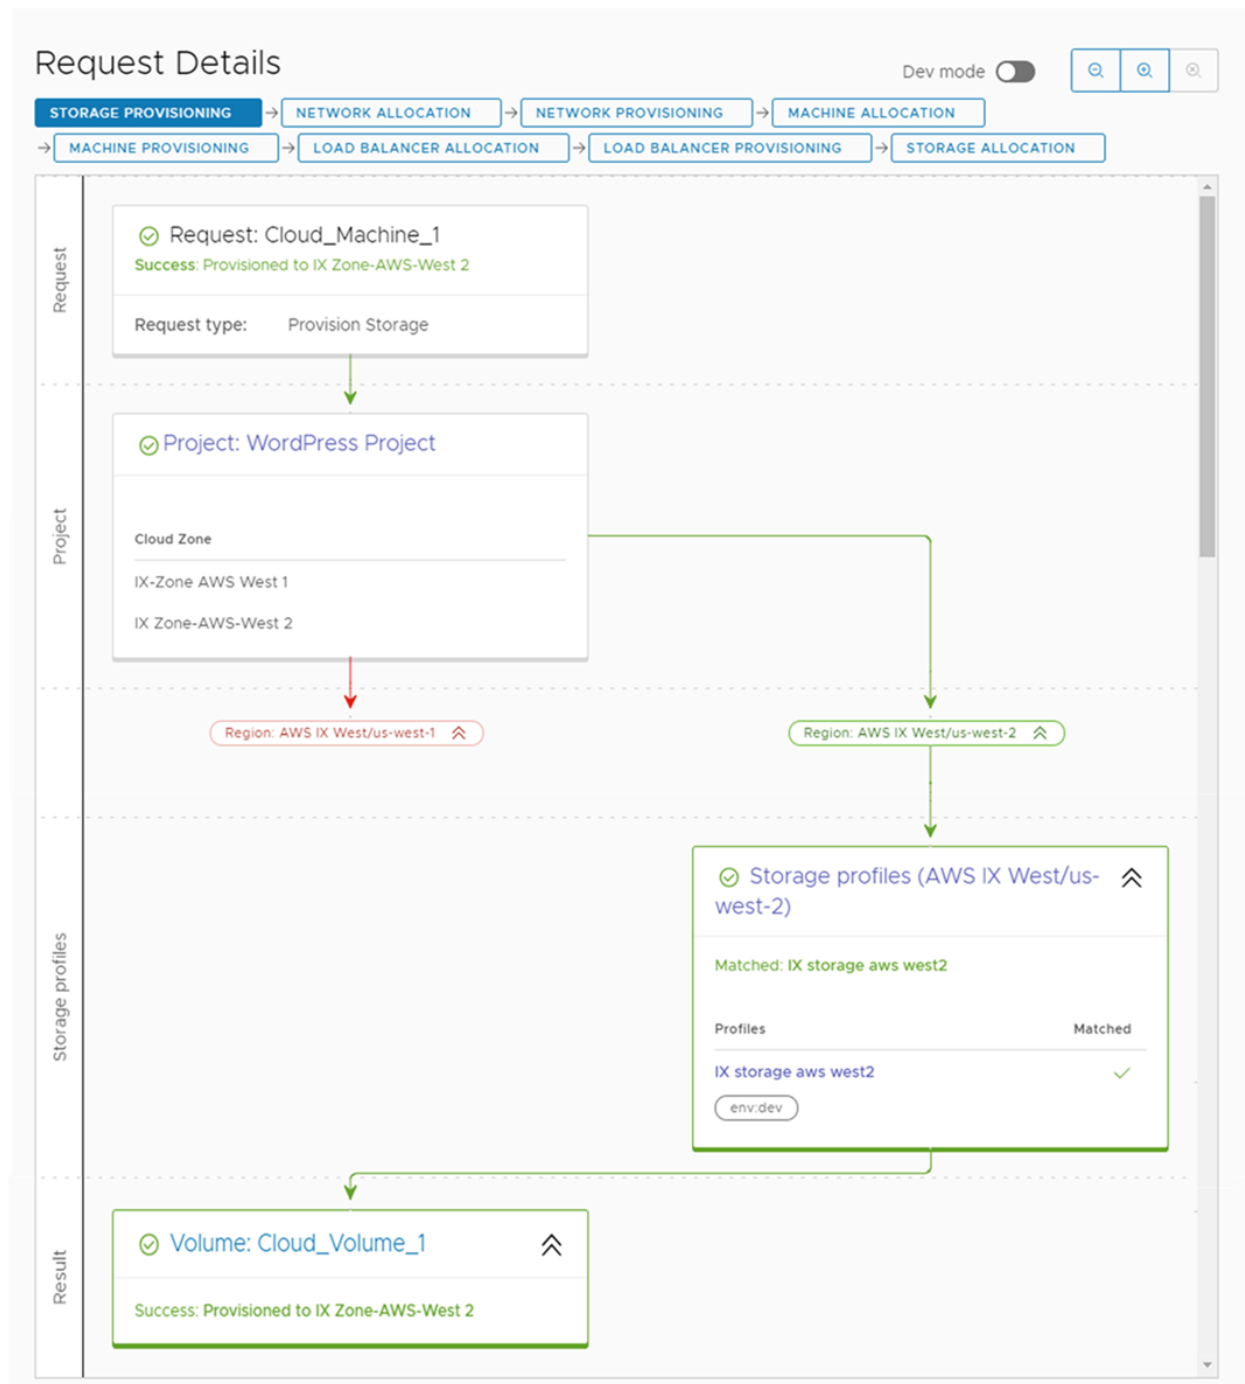 Request Details
Dev mode
STORAGE PROVISIONING
NETWORK ALLOCATION
NETWORK PROVISIONING
MACHINE ALLOCATION
MACHINE PROVISIONING
LOAD BALANCER ALLOCATION
LOAD BALANCER PROVISIONING
STORAGE ALLOCATION
Request
Request: Cloud_Machine_1
Success: Provisioned to IX Zone-AWS-West 2
Request type: Provision Storage
Project
Project: WordPress Project
Cloud Zone
IX-Zone AWS West 1
IX Zone-AWS-West 2
Region: AWS IX West/us-west-1
Region: AWS IX West/us-west-2
Storage profiles
Storage profiles (AWS IX West/us-
west-2)
Matched: IX storage aws west2
Profiles Matched
IX storage aws west2
env:dev
Result
Volume: Cloud_Volume_1
Success: Provisioned to IX Zone-AWS-West 2